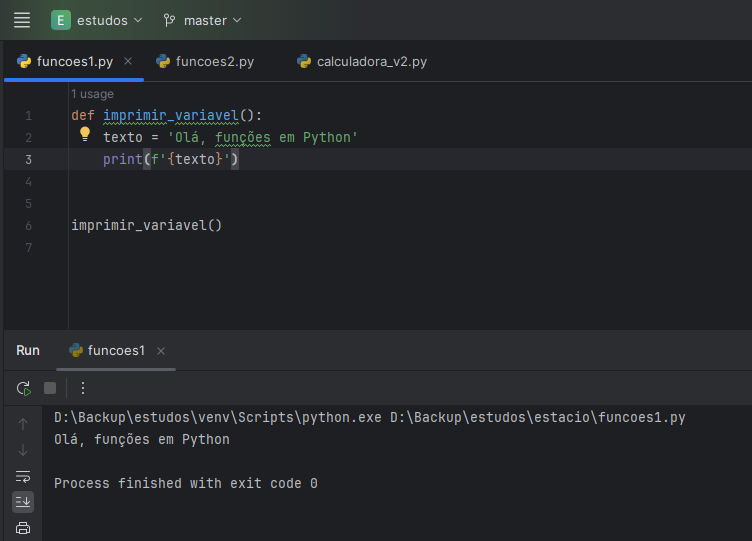 E estudos master
funcoes1.py funcoes2.py calculadora_v2.py
1 usage
1 def imprimir_variavel():
2 texto = 'Olá, funções em Python'
3 print(f'{texto}')
4
5
6 imprimir_variavel()
7
Run funcoes1
D:\Backup\estudos\venv\Scripts\python.exe D:\Backup\estudos\estacio\funcoes1.py
Olá, funções em Python
Process finished with exit code 0